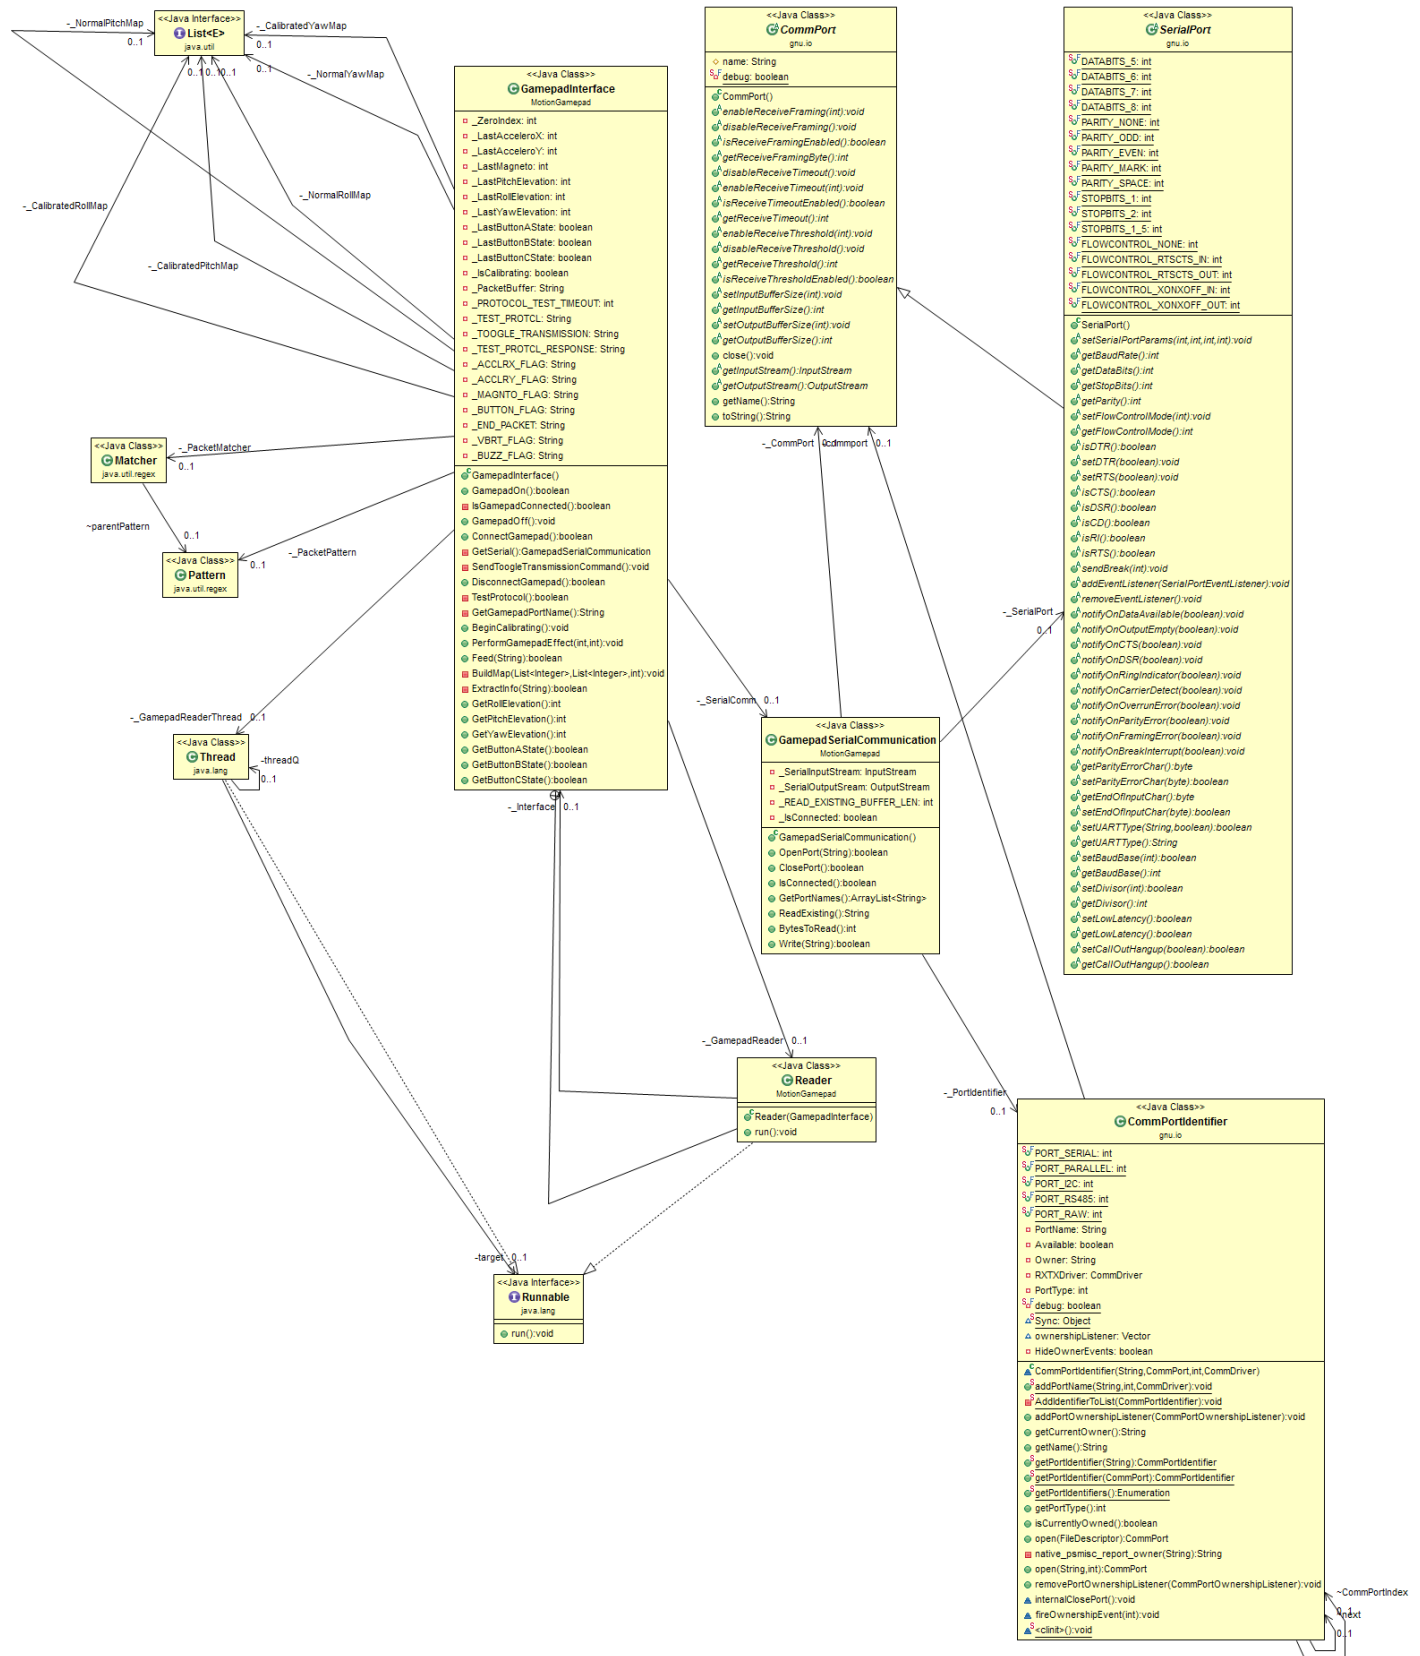 <<Java Interface>>
List<E>
java.util
-_NormalPitchMap
0..1
-_CalibratedYawMap
0..1
-_NormalYawMap
0..1
0..1
0..1
0..1
-_NormalRollMap
-_CalibratedRollMap
-_CalibratedPitchMap
<<Java Class>>
GamepadInterface
MotionGamepad
_ZeroIndex: int
_LastAcceleroX: int
_LastAcceleroY: int
_LastMagneto: int
_LastPitchElevation: int
_LastRollElevation: int
_LastYawElevation: int
_LastButtonAState: boolean
_LastButtonBState: boolean
_LastButtonCState: boolean
_IsCalibrating: boolean
_PacketBuffer: String
_PROTOCOL_TEST_TIMEOUT: int
_TEST_PROTCL: String
_TOOGLE_TRANSMISSION: String
_TEST_PROTCL_RESPONSE: String
_ACCLRX_FLAG: String
_ACCLRY_FLAG: String
_MAGNTO_FLAG: String
_BUTTON_FLAG: String
_END_PACKET: String
_VBRT_FLAG: String
_BUZZ_FLAG: String
GamepadInterface()
GamepadOn():boolean
IsGamepadConnected():boolean
GamepadOff():void
ConnectGamepad():boolean
GetSerial():GamepadSerialCommunication
SendToogleTransmissionCommand():void
DisconnectGamepad():boolean
TestProtocol():boolean
GetGamepadPortName():String
BeginCalibrating():void
PerformGamepadEffect(int,int):void
Feed(String):boolean
BuildMap(List<Integer>,List<Integer>,int):void
ExtractInfo(String):boolean
GetRollElevation():int
GetPitchElevation():int
GetYawElevation():int
GetButtonAState():boolean
GetButtonBState():boolean
GetButtonCState():boolean
<<Java Class>>
CommPort
gnu.io
name: String
debug: boolean
CommPort()
enableReceiveFraming(int):void
disableReceiveFraming():void
isReceiveFramingEnabled():boolean
getReceiveFramingByte():int
disableReceiveTimeout():void
enableReceiveTimeout(int):void
isReceiveTimeoutEnabled():boolean
getReceiveTimeout():int
enableReceiveThreshold(int):void
disableReceiveThreshold():void
getReceiveThreshold():int
isReceiveThresholdEnabled():boolean
setInputBufferSize(int):void
getInputBufferSize():int
setOutputBufferSize(int):void
getOutputBufferSize():int
close():void
getInputStream():InputStream
getOutputStream():OutputStream
getName():String
toString():String
<<Java Class>>
SerialPort
gnu.io
DATABITS_5: int
DATABITS_6: int
DATABITS_7: int
DATABITS_8: int
PARITY_NONE: int
PARITY_ODD: int
PARITY_EVEN: int
PARITY_MARK: int
PARITY_SPACE: int
STOPBITS_1: int
STOPBITS_2: int
STOPBITS_1_5: int
FLOWCONTROL_NONE: int
FLOWCONTROL_RTSCTS_IN: int
FLOWCONTROL_RTSCTS_OUT: int
FLOWCONTROL_XONXOFF_IN: int
FLOWCONTROL_XONXOFF_OUT: int
SerialPort()
setSerialPortParams(int,int,int,int):void
getBaudRate():int
getDataBits():int
getStopBits():int
getParity():int
setFlowControlMode(int):void
getFlowControlMode():int
isDTR():boolean
setDTR(boolean):void
setRTS(boolean):void
isCTS():boolean
isDSR():boolean
isCD():boolean
isRI():boolean
isRTS():boolean
sendBreak(int):void
addEventListener(SerialPortEventListener):void
removeEventListener():void
notifyOnDataAvailable(boolean):void
notifyOnOutputEmpty(boolean):void
notifyOnCTS(boolean):void
notifyOnDSR(boolean):void
notifyOnRingIndicator(boolean):void
notifyOnCarrierDetect(boolean):void
notifyOnOverrunError(boolean):void
notifyOnParityError(boolean):void
notifyOnFramingError(boolean):void
notifyOnBreakInterrupt(boolean):void
getParityErrorChar():byte
setParityErrorChar(byte):boolean
getEndOfInputChar():byte
setEndOfInputChar(byte):boolean
setUARTType(String,boolean):boolean
getUARTType():String
setBaudBase(int):boolean
getBaudBase():int
setDivisor(int):boolean
getDivisor():int
setLowLatency():boolean
getLowLatency():boolean
setCallOutHangup(boolean):boolean
getCallOutHangup():boolean
-_CommPort
0..1
-commport
0..1
<<Java Class>>
Matcher
java.util.regex
-_PacketMatcher
0..1
~parentPattern
0..1
<<Java Class>>
Pattern
java.util.regex
-_PacketPattern
0..1
-_SerialPort
0..1
-_GamepadReaderThread 0..1
<<Java Class>>
Thread
java.lang
-threadQ
0..1
-_SerialComm 0..1
<<Java Class>>
GamepadSerialCommunication
MotionGamepad
_SerialInputStream: InputStream
_SerialOutputSream: OutputStream
_READ_EXISTING_BUFFER_LEN: int
_IsConnected: boolean
GamepadSerialCommunication()
OpenPort(String):boolean
ClosePort():boolean
IsConnected():boolean
GetPortNames():ArrayList<String>
ReadExisting():String
BytesToRead():int
Write(String):boolean
-_Interface 0..1
-_GamepadReader 0..1
<<Java Class>>
Reader
MotionGamepad
Reader(GamepadInterface)
run():void
-target 0..1
<<Java Interface>>
Runnable
java.lang
run():void
-_PortIdentifier
0..1
<<Java Class>>
CommPortIdentifier
gnu.io
PORT_SERIAL: int
PORT_PARALLEL: int
PORT_I2C: int
PORT_RS485: int
PORT_RAW: int
PortName: String
Available: boolean
Owner: String
RXTXDriver: CommDriver
PortType: int
debug: boolean
Sync: Object
ownershipListener: Vector
HideOwnerEvents: boolean
CommPortIdentifier(String,CommPort,int,CommDriver)
addPortName(String,int,CommDriver):void
AddIdentifierToList(CommPortIdentifier):void
addPortOwnershipListener(CommPortOwnershipListener):void
getCurrentOwner():String
getName():String
getPortIdentifier(String):CommPortIdentifier
getPortIdentifier(CommPort):CommPortIdentifier
getPortIdentifiers():Enumeration
getPortType():int
isCurrentlyOwned():boolean
open(FileDescriptor):CommPort
native_psmisc_report_owner(String):String
open(String,int):CommPort
removePortOwnershipListener(CommPortOwnershipListener):void
internalClosePort():void
fireOwnershipEvent(int):void
<clinit>():void
~CommPortIndex
0..1
next
0..1